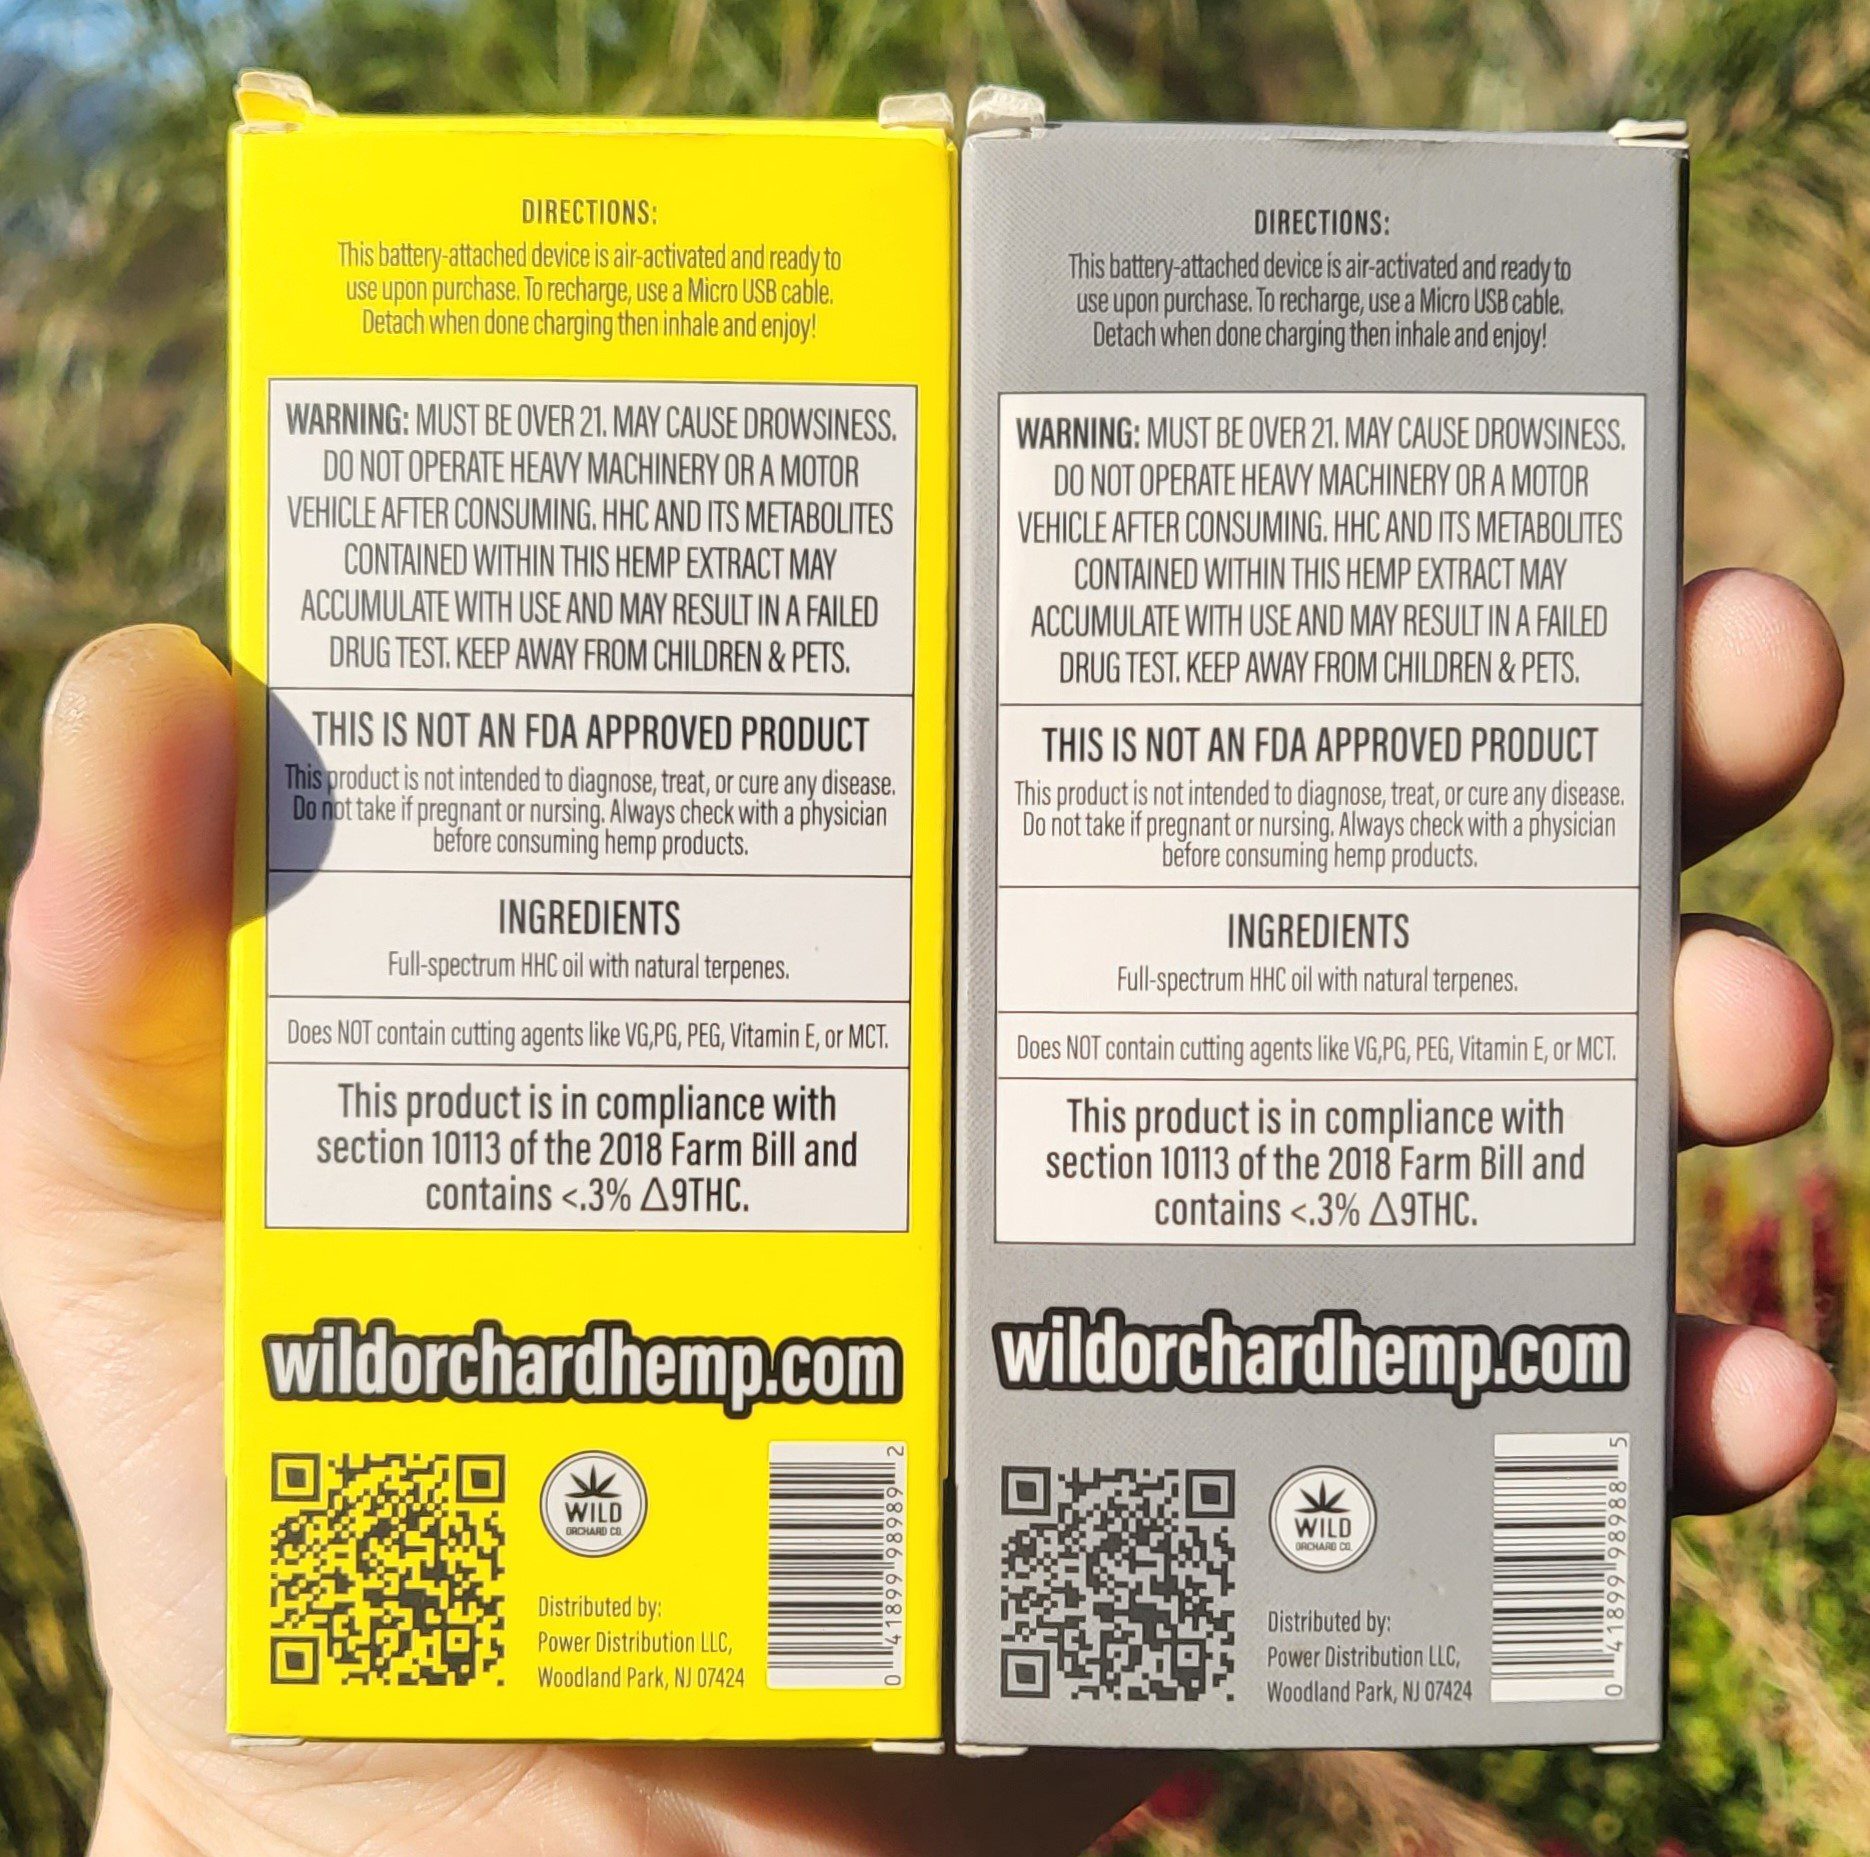 DIRECTIONS:
This battery-attached device is air-activated and ready to
use upon purchase. To recharge, use a Micro USB cable.
Detach when done charging then inhale and enjoy!
WARNING: MUST BE OVER 21. MAY CAUSE DROWSINESS.
DO NOT OPERATE HEAVY MACHINERY OR A MOTOR
VEHICLE AFTER CONSUMING. HHC AND ITS METABOLITES
CONTAINED WITHIN THIS HEMP EXTRACT MAY
ACCUMULATE WITH USE AND MAY RESULT IN A FAILED
DRUG TEST. KEEP AWAY FROM CHILDREN & PETS.
THIS IS NOT AN FDA APPROVED PRODUCT
This product is not intended to diagnose, treat, or cure any disease.
Do not take if pregnant or nursing. Always check with a physician
before consuming hemp products.
INGREDIENTS
Full-spectrum HHC oil with natural terpenes.
Does NOT contain cutting agents like VG,PG, PEG, Vitamin E, or MCT.
This product is in compliance with
section 10113 of the 2018 Farm Bill and
contains <.3% Δ9THC.
wildorchardhemp.com
WILD
ORCHARD CO.
Distributed by:
Power Distribution LLC,
Woodland Park, NJ 07424
0 41899 98989 2
DIRECTIONS:
This battery-attached device is air-activated and ready to
use upon purchase. To recharge, use a Micro USB cable.
Detach when done charging then inhale and enjoy!
WARNING: MUST BE OVER 21. MAY CAUSE DROWSINESS.
DO NOT OPERATE HEAVY MACHINERY OR A MOTOR
VEHICLE AFTER CONSUMING. HHC AND ITS METABOLITES
CONTAINED WITHIN THIS HEMP EXTRACT MAY
ACCUMULATE WITH USE AND MAY RESULT IN A FAILED
DRUG TEST. KEEP AWAY FROM CHILDREN & PETS.
THIS IS NOT AN FDA APPROVED PRODUCT
This product is not intended to diagnose, treat, or cure any disease.
Do not take if pregnant or nursing. Always check with a physician
before consuming hemp products.
INGREDIENTS
Full-spectrum HHC oil with natural terpenes.
Does NOT contain cutting agents like VG,PG, PEG, Vitamin E, or MCT.
This product is in compliance with
section 10113 of the 2018 Farm Bill and
contains <.3% Δ9THC.
wildorchardhemp.com
WILD
ORCHARD CO.
Distributed by:
Power Distribution LLC,
Woodland Park, NJ 07424
0 41899 98988 5